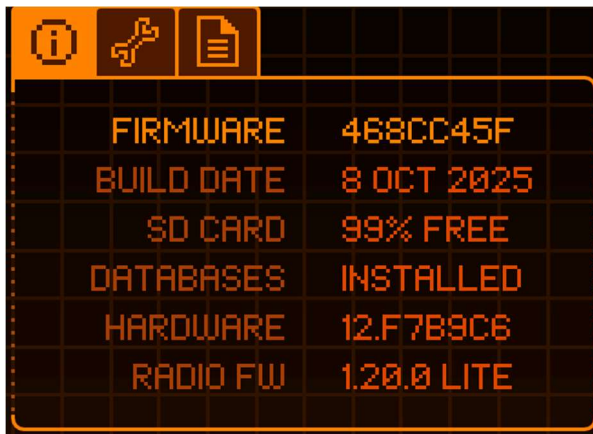 FIRMWARE 468CC45F
BUILD DATE 8 OCT 2025
SD CARD 99% FREE
DATABASES INSTALLED
HARDWARE 12.F7B9C6
RADIO FW 1.20.0 LITE